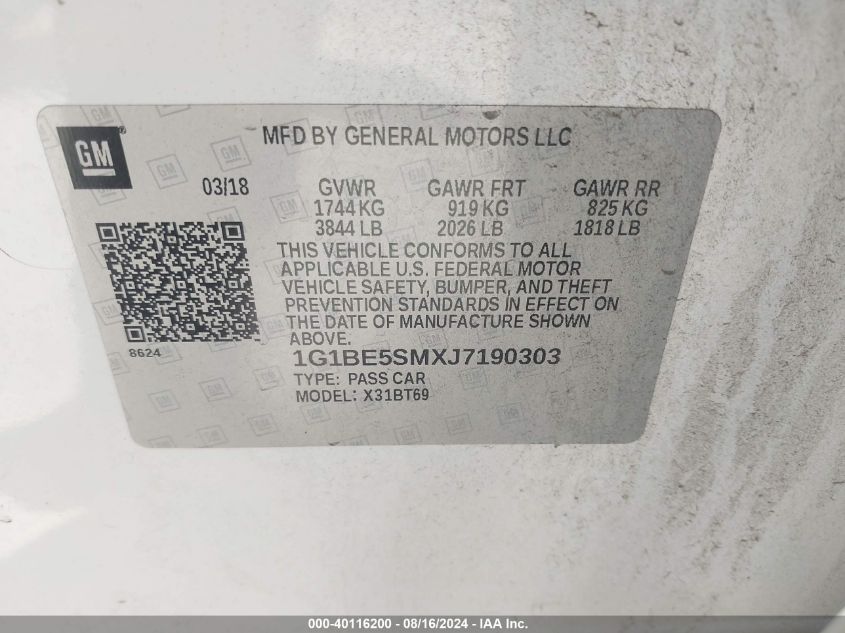 GM®
MFD BY GENERAL MOTORS LLC
03/18 GVWR GAWR FRT GAWR RR
1744 KG 919 KG 825 KG
3844 LB 2026 LB 1818 LB
THIS VEHICLE CONFORMS TO ALL
APPLICABLE U.S. FEDERAL MOTOR
VEHICLE SAFETY, BUMPER, AND THEFT
PREVENTION STANDARDS IN EFFECT ON
THE DATE OF MANUFACTURE SHOWN
ABOVE.
8624
1G1BE5SMXJ7190303
TYPE: PASS CAR
MODEL: X31BT69
000-40116200 - 08/16/2024 - IAA Inc.